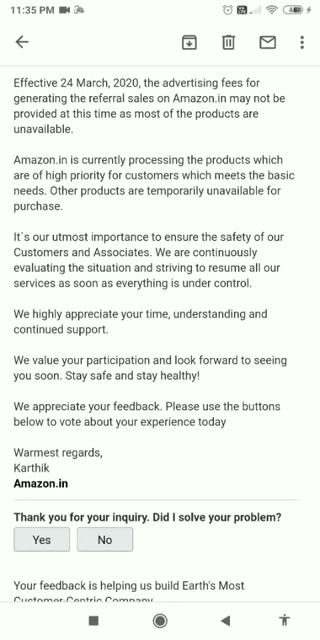 11:35 PM
Effective 24 March, 2020, the advertising fees for
generating the referral sales on Amazon.in may not be
provided at this time as most of the products are
unavailable.
Amazon.in is currently processing the products which
are of high priority for customers which meets the basic
needs. Other products are temporarily unavailable for
purchase.
It´s our utmost importance to ensure the safety of our
Customers and Associates. We are continuously
evaluating the situation and striving to resume all our
services as soon as everything is under control.
We highly appreciate your time, understanding and
continued support.
We value your participation and look forward to seeing
you soon. Stay safe and stay healthy!
We appreciate your feedback. Please use the buttons
below to vote about your experience today
Warmest regards,
Karthik
Amazon.in
Thank you for your inquiry. Did I solve your problem?
Yes No
Your feedback is helping us build Earth's Most
Customer-Centric Company